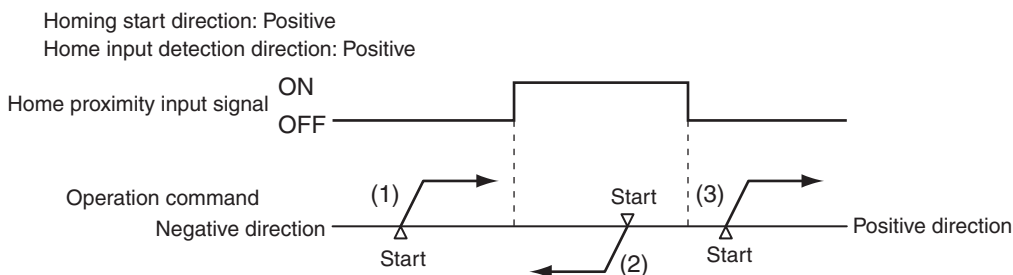 Homing start direction: Positive
Home input detection direction: Positive
ON
Home proximity input signal
OFF
Operation command
(1)
Start
(3)
Negative direction
Positive direction
Start
(2)
Start